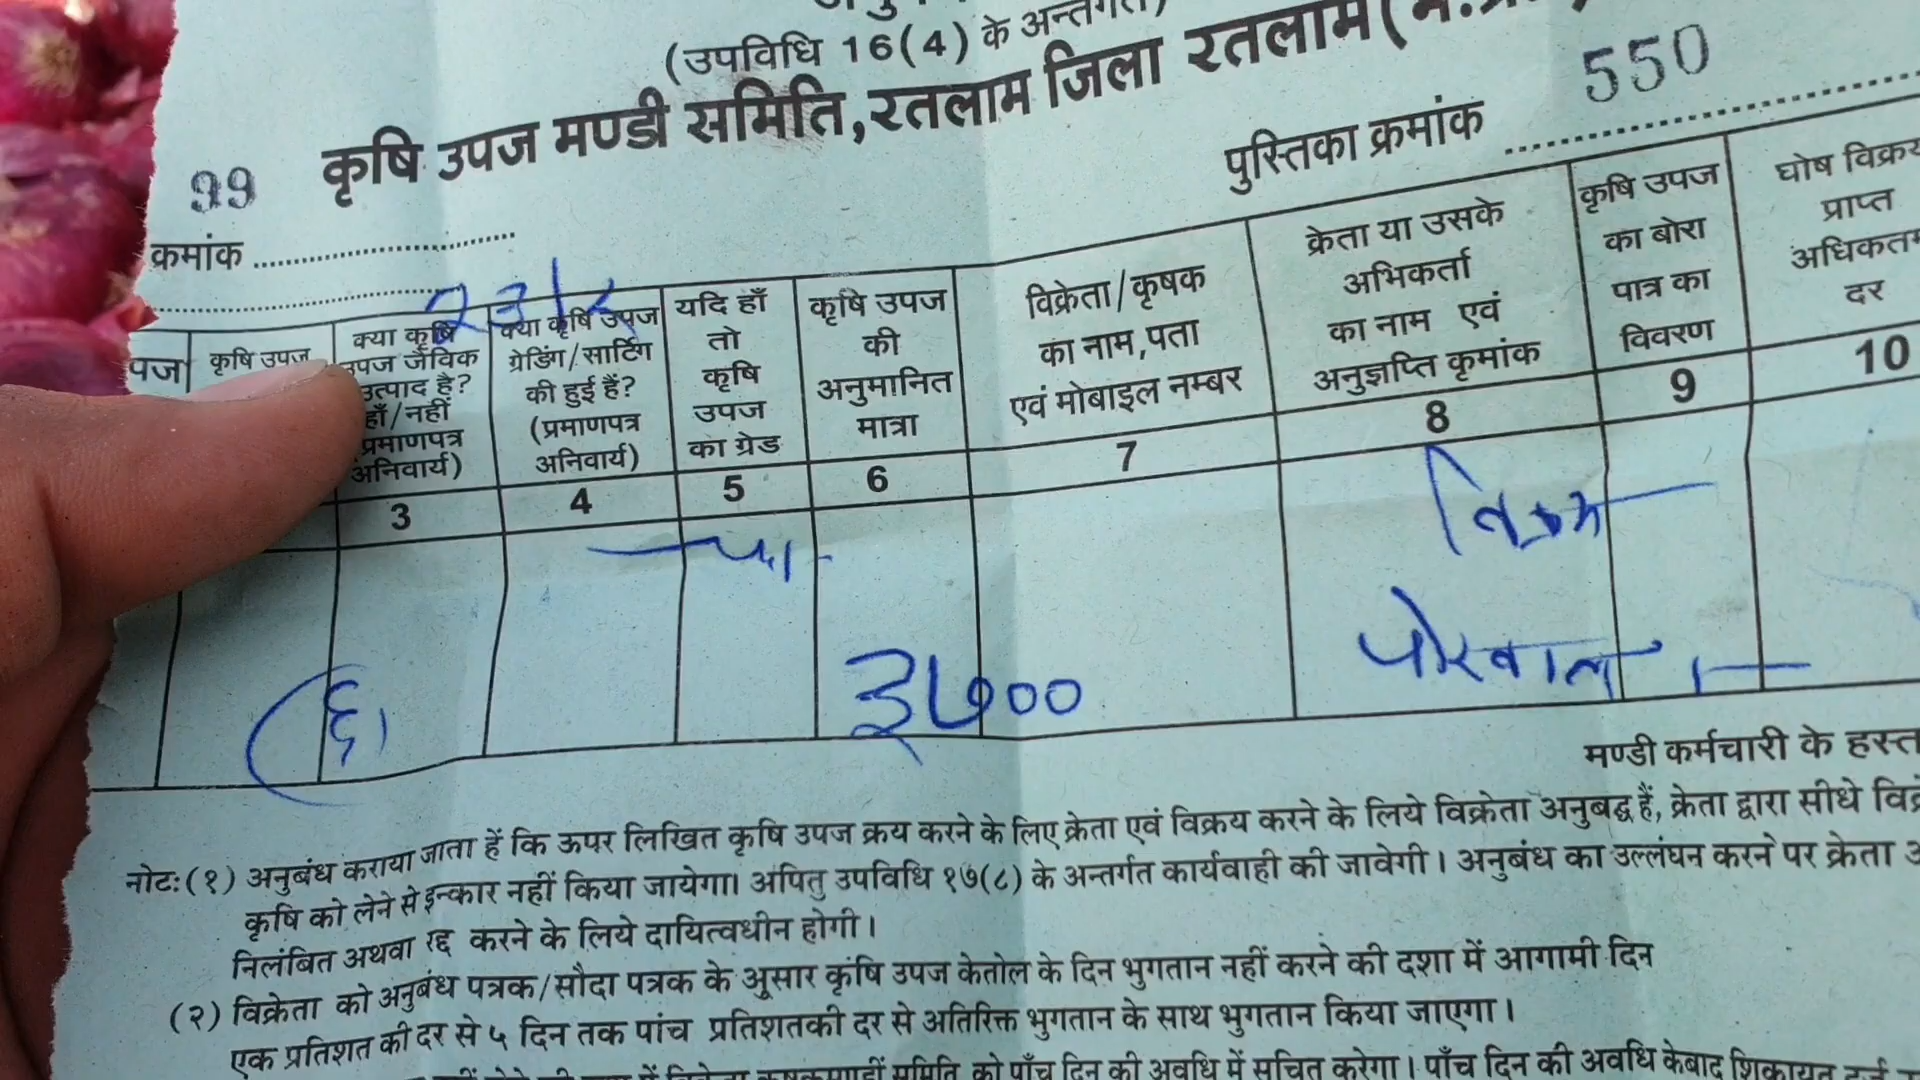 (उपविधि 16(4) के अन्तर्गत)
कृषि उपज मण्डी समिति,रतलाम जिला रतलाम
99
पुस्तिका क्रमांक 550
क्रमांक
पज
कृषि उपज
क्या कृषि
उपज जैविक
उत्पाद है?
हाँ/नहीं
प्रमाणपत्र
अनिवार्य)
क्या कृषि उपज
ग्रेडिंग/सार्टिंग
की हुई हैं?
(प्रमाणपत्र
अनिवार्य)
यदि हाँ
तो
कृषि
उपज
का ग्रेड
कृषि उपज
की
अनुमानित
मात्रा
विक्रेता/कृषक
का नाम,पता
एवं मोबाइल नम्बर
क्रेता या उसके
अभिकर्ता
का नाम एवं
अनुज्ञप्ति कृमांक
कृषि उपज
का बोरा
पात्र का
विवरण
घोष विक्रय
प्राप्त
अधिकतम
दर
3 4 5 6 7 8 9 10
विक्रम
३७००
पोरवाल
मण्डी कर्मचारी के हस्त
नोट:(१) अनुबंध कराया जाता हैं कि ऊपर लिखित कृषि उपज क्रय करने के लिए क्रेता एवं विक्रय करने के लिये विक्रेता अनुबद्ध हैं, क्रेता द्वारा सीधे विक्रे
कृषि को लेने से इन्कार नहीं किया जायेगा। अपितु उपविधि १७(८) के अन्तर्गत कार्यवाही की जावेगी। अनुबंध का उल्लंघन करने पर क्रेता अ
निलंबित अथवा रद्द करने के लिये दायित्वधीन होगी।
(२) विक्रेता को अनुबंध पत्रक/सौदा पत्रक के अुसार कृषि उपज केतोल के दिन भुगतान नहीं करने की दशा में आगामी दिन
एक प्रतिशत की दर से ५ दिन तक पांच प्रतिशतकी दर से अतिरिक्त भुगतान के साथ भुगतान किया जाएगा।
को पाँच दिन की अवधि में सूचित करेगा। पाँच दिन की अवधि केबाद शिकायत